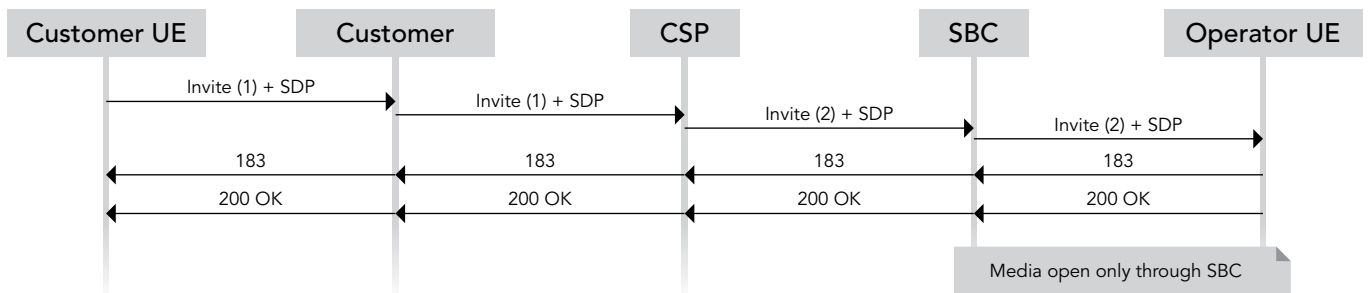 Customer UE
Customer
CSP
SBC
Operator UE
Invite (1) + SDP
Invite (1) + SDP
Invite (2) + SDP
Invite (2) + SDP
183
183
183
183
200 OK
200 OK
200 OK
200 OK
Media open only through SBC